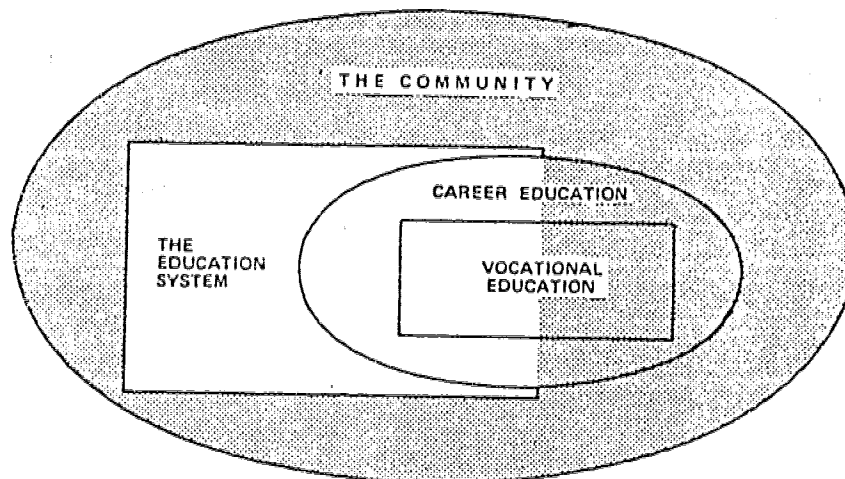 THE COMMUNITY
CAREER EDUCATION
THE
EDUCATION
SYSTEM
VOCATIONAL
EDUCATION